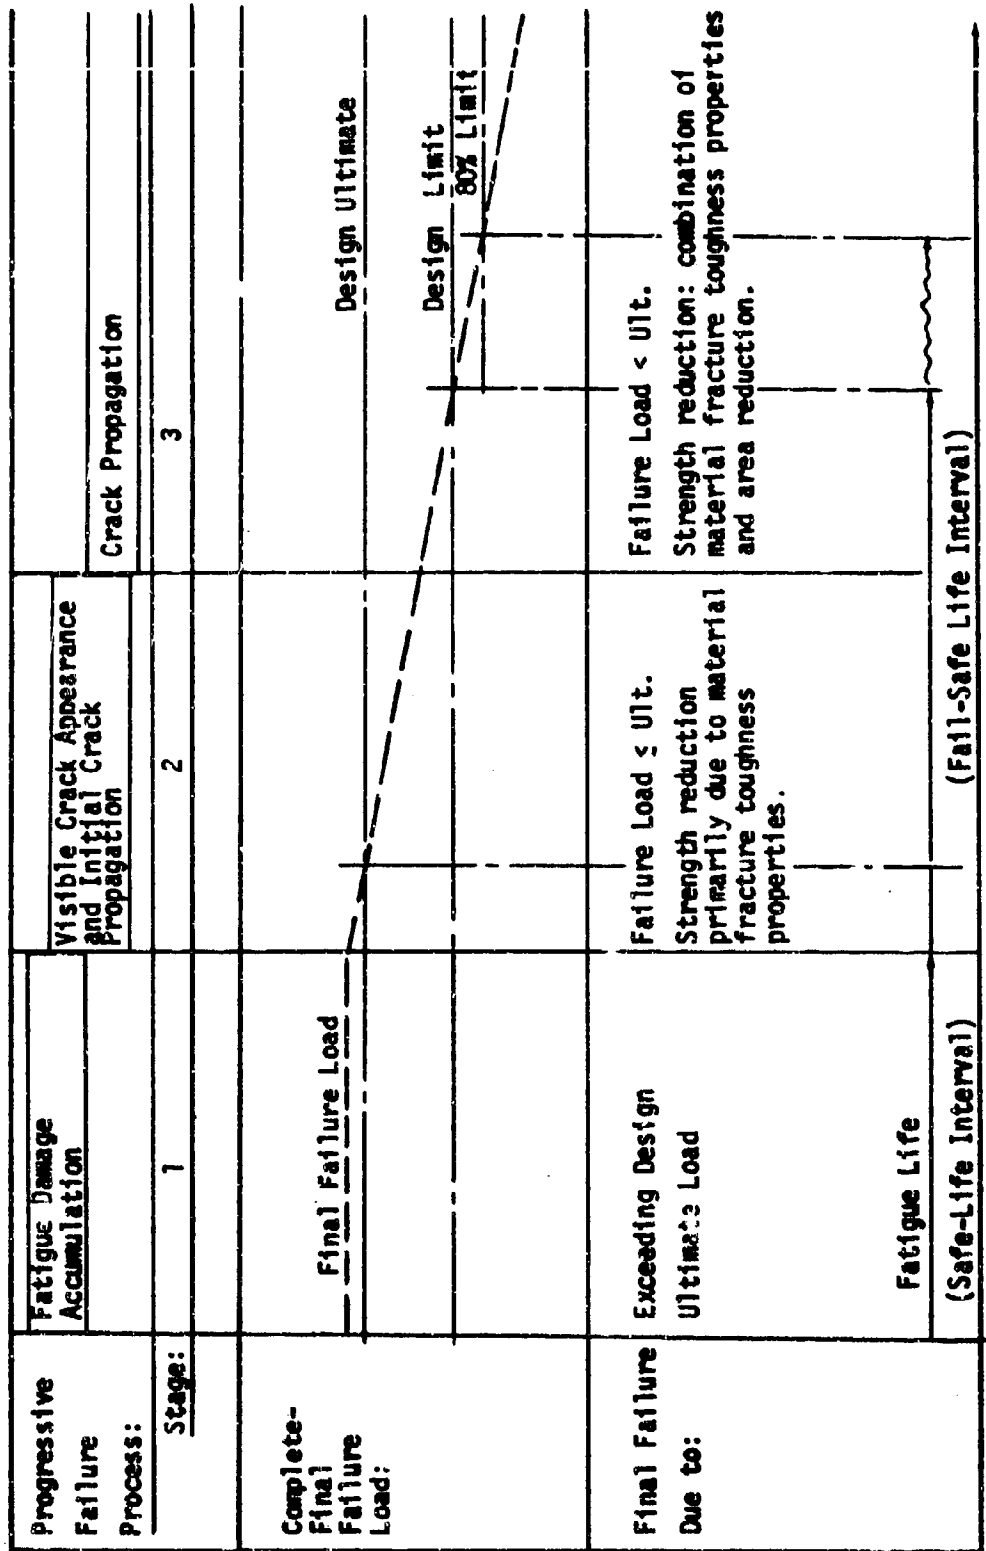 Progressive
Failure
Process:
Fatigue Damage
Accumulation
Visible Crack Appearance
and Initial Crack
Propagation
Crack Propagation
Stage:
1
2
3
Complete-
Final
Failure
Load:
Final Failure Load
Design Ultimate
Design Limit
80% Limit
Final Failure
Due to:
Exceeding Design
Ultimate Load
Failure Load ≤ Ult.
Strength reduction
primarily due to material
fracture toughness
properties.
Failure Load < Ult.
Strength reduction: combination of
material fracture toughness properties
and area reduction.
Fatigue Life
(Safe-Life Interval)
(Fail-Safe Life Interval)